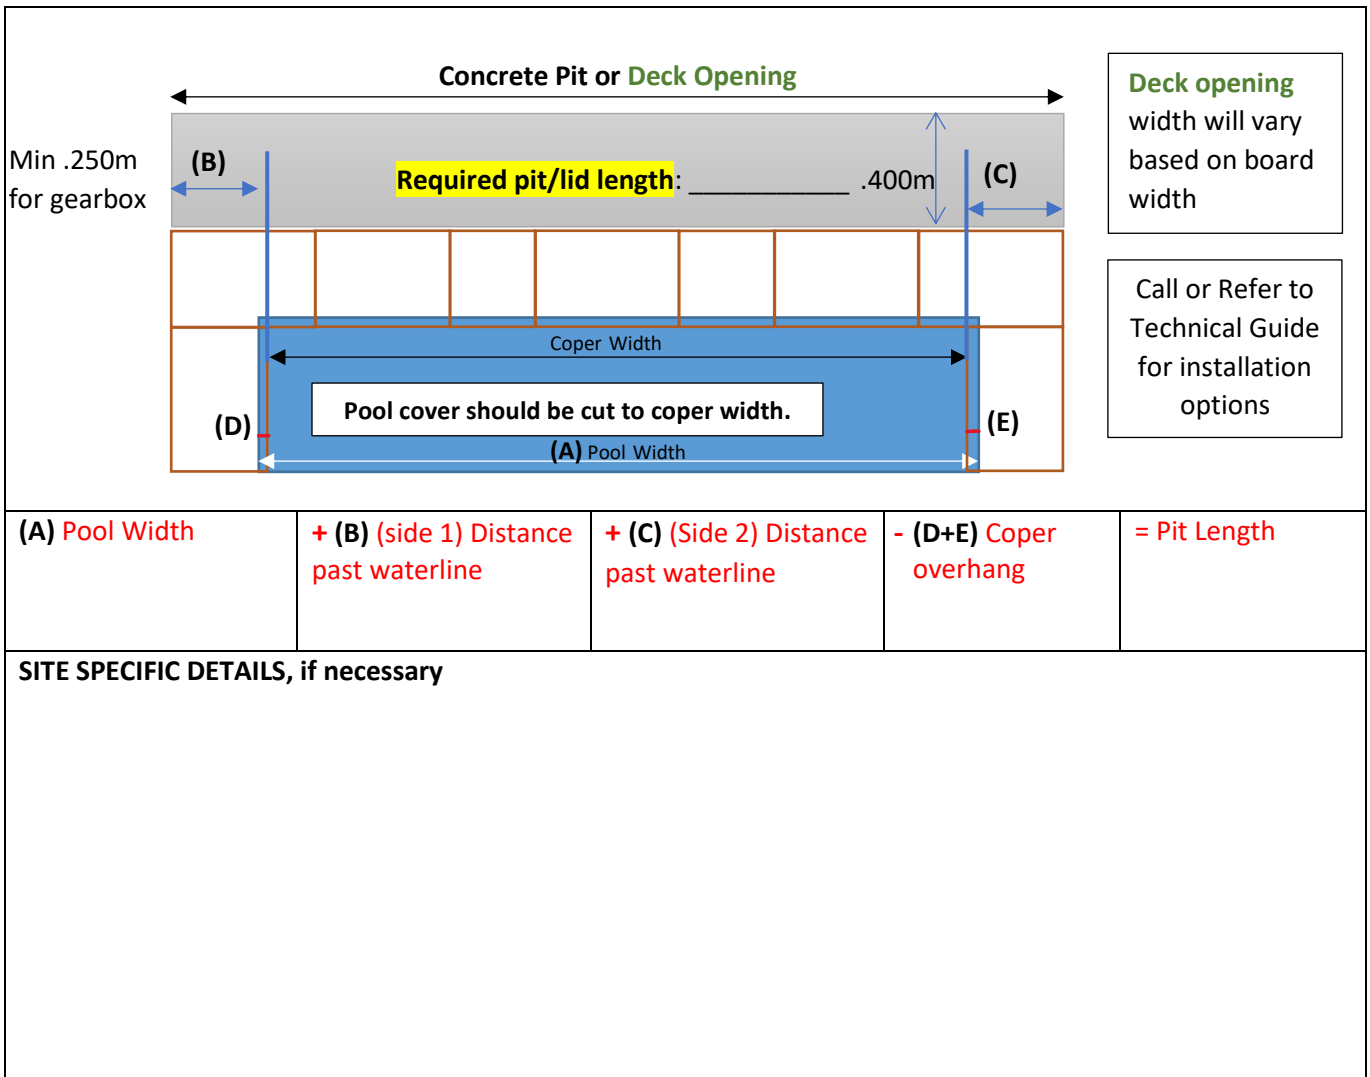 Concrete Pit or Deck Opening
Min .250m
for gearbox
(B)
Required pit/lid length: ___________ .400m
(C)
Deck opening
width will vary
based on board
width
Call or Refer to
Technical Guide
for installation
options
Coper Width
Pool cover should be cut to coper width.
(D)
(E)
(A) Pool Width
(A) Pool Width
+ (B) (side 1) Distance
past waterline
+ (C) (Side 2) Distance
past waterline
- (D+E) Coper
overhang
= Pit Length
SITE SPECIFIC DETAILS, if necessary